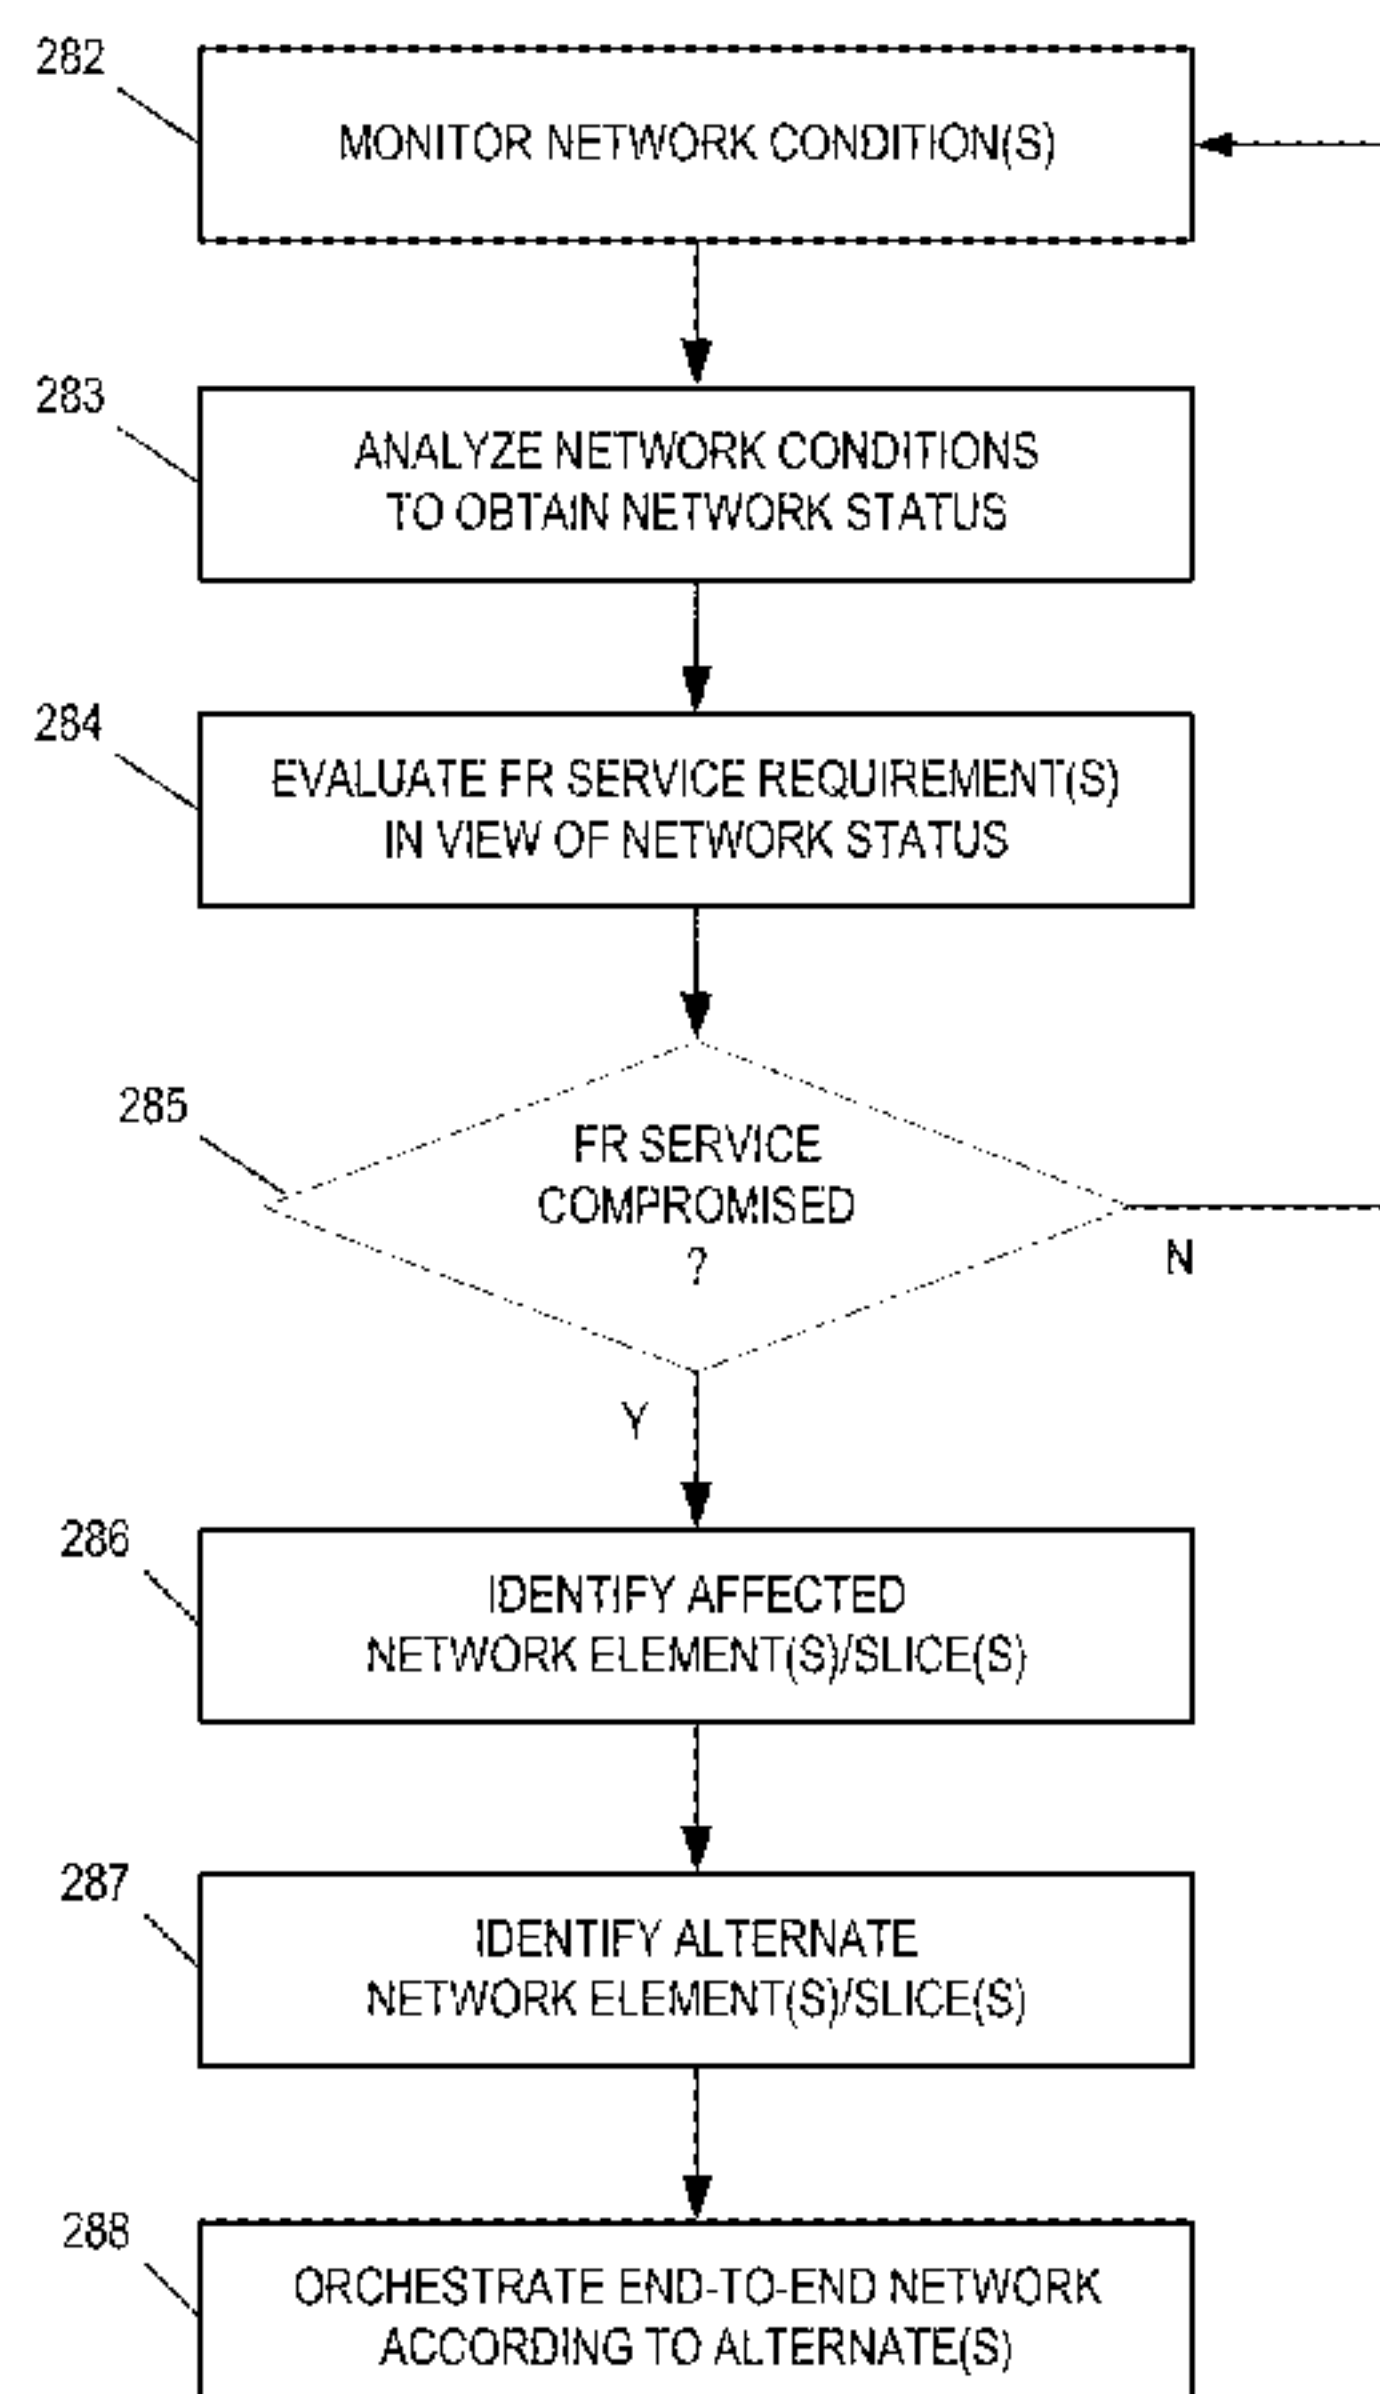 282
MONITOR NETWORK CONDITION(S)
283
ANALYZE NETWORK CONDITIONS
TO OBTAIN NETWORK STATUS
284
EVALUATE FR SERVICE REQUIREMENT(S)
IN VIEW OF NETWORK STATUS
285
FR SERVICE
COMPROMISED
?
N
Y
286
IDENTIFY AFFECTED
NETWORK ELEMENT(S)/SLICE(S)
287
IDENTIFY ALTERNATE
NETWORK ELEMENT(S)/SLICE(S)
288
ORCHESTRATE END-TO-END NETWORK
ACCORDING TO ALTERNATE(S)